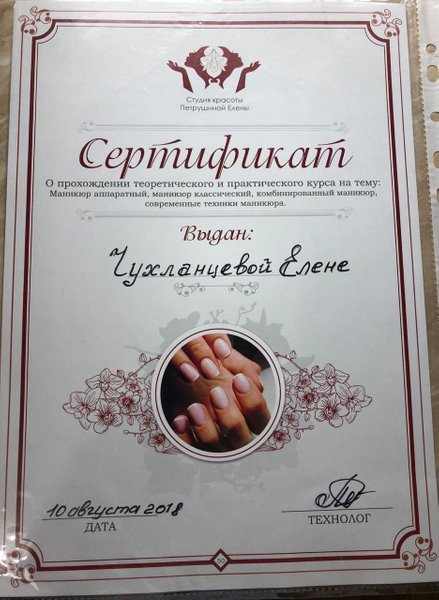 Студия красоты
Петрушиной Елены
Сертификат
О прохождении теоретического и практического курса на тему:
Маникюр аппаратный, маникюр классический, комбинированный маникюр,
современные техники маникюра.
Выдан:
Чухланцевой Елене
10 августа 2018
ДАТА
ТЕХНОЛОГ